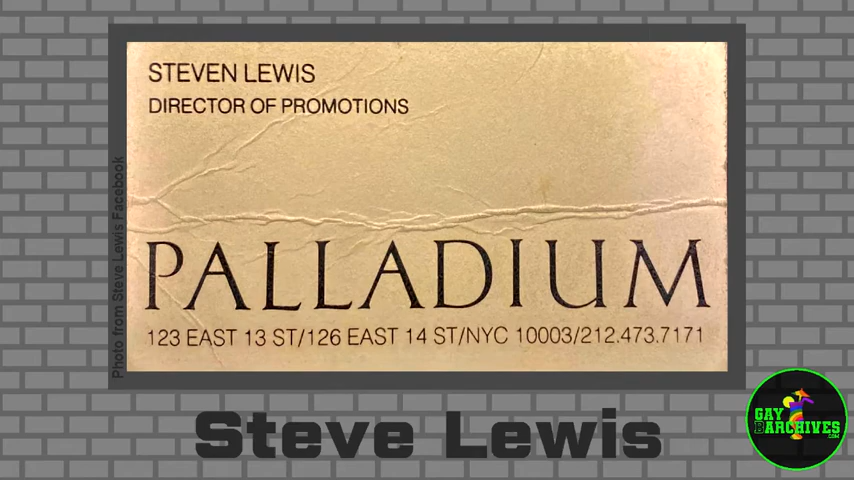 STEVEN LEWIS
DIRECTOR OF PROMOTIONS
PALLADIUM
123 EAST 13 ST/126 EAST 14 ST/NYC 10003/212.473.7171
Photo from Steve Lewis Facebook
Steve Lewis
GAY
BARCHIVES
.COM